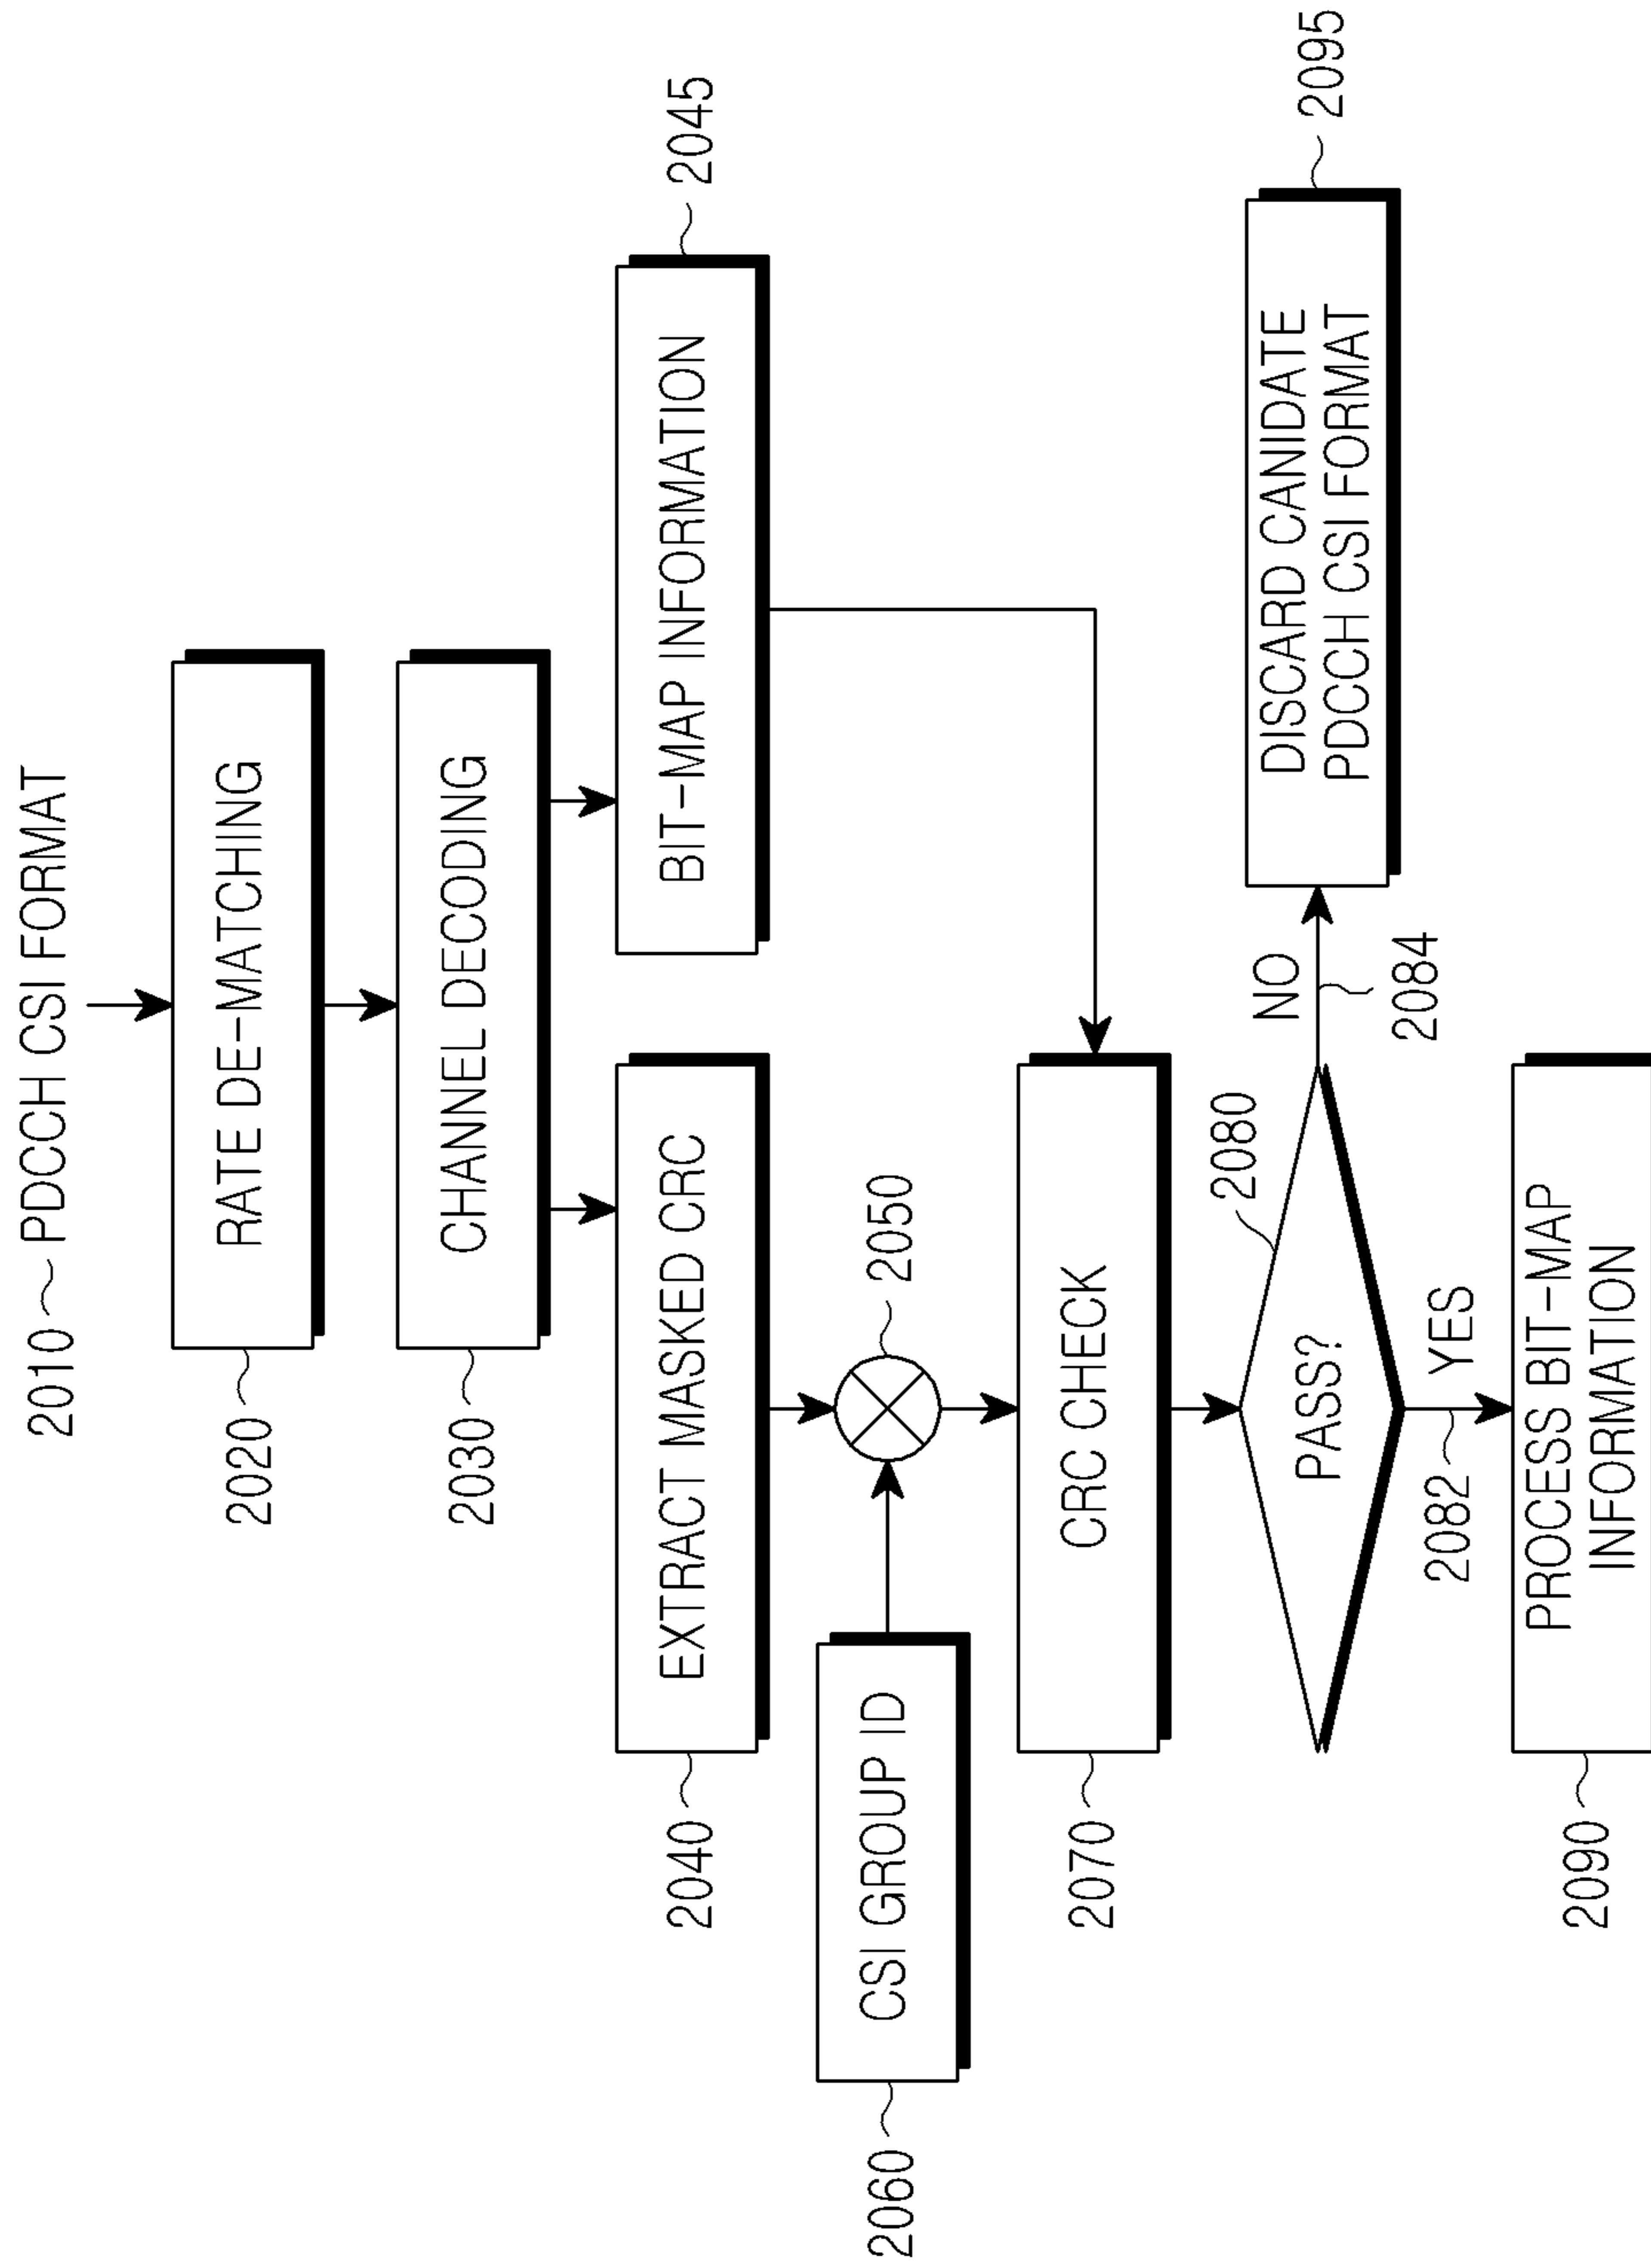 2010 PDCCH CSI FORMAT
2020
RATE DE-MATCHING
2030
CHANNEL DECODING
2040
EXTRACT MASKED CRC
BIT-MAP INFORMATION
2045
2060
CSI GROUP ID
2050
2070
CRC CHECK
2080
PASS?
NO
2084
DISCARD CANIDATE
PDCCH CSI FORMAT
2095
2082
YES
2090
PROCESS BIT-MAP
INFORMATION